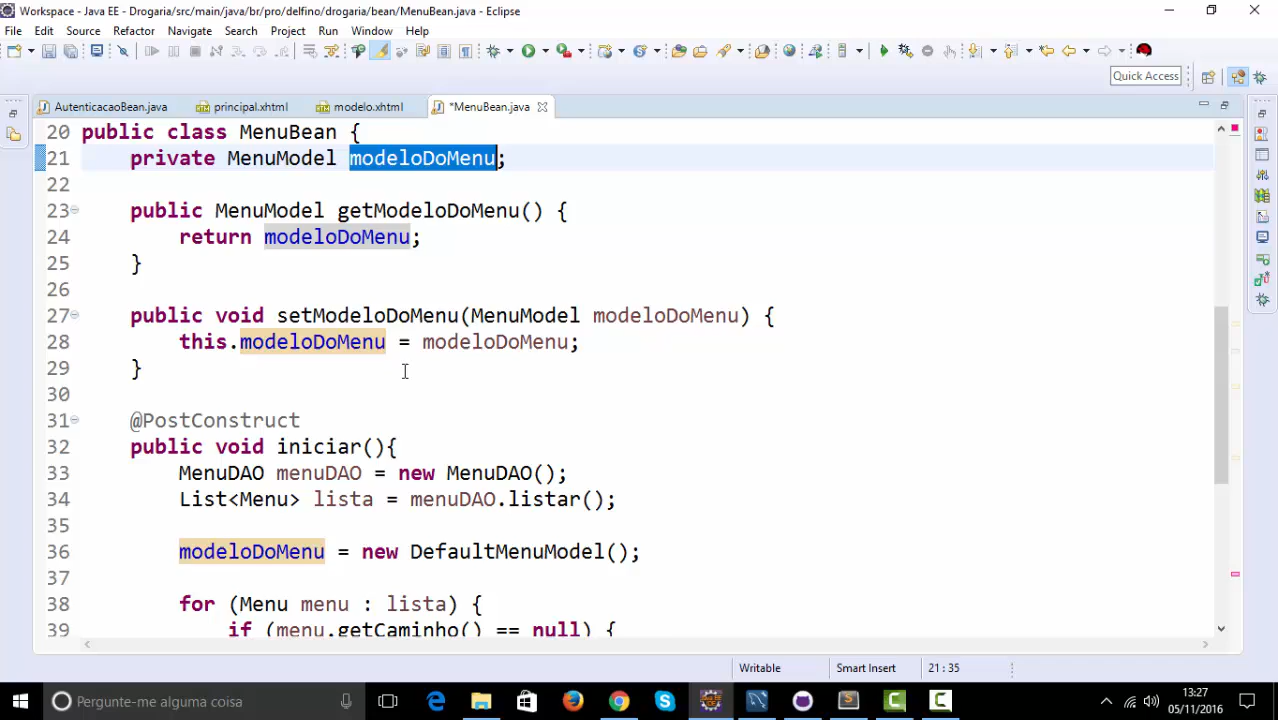 Workspace - Java EE - Drogaria/src/main/java/br/pro/delfino/drogaria/bean/MenuBean.java - Eclipse
File Edit Source Refactor Navigate Search Project Run Window Help
Quick Access
AutenticacaoBean.java principal.xhtml modelo.xhtml *MenuBean.java
20 public class MenuBean {
21 private MenuModel modeloDoMenu;
22
23 public MenuModel getModeloDoMenu() {
24 return modeloDoMenu;
25 }
26
27 public void setModeloDoMenu(MenuModel modeloDoMenu) {
28 this.modeloDoMenu = modeloDoMenu;
29 }
30
31 @PostConstruct
32 public void iniciar(){
33 MenuDAO menuDAO = new MenuDAO();
34 List<Menu> lista = menuDAO.listar();
35
36 modeloDoMenu = new DefaultMenuModel();
37
38 for (Menu menu : lista) {
39 if (menu.getCaminho() == null) {
Writable Smart Insert 21 : 35
Pergunte-me alguma coisa
13:27
05/11/2016